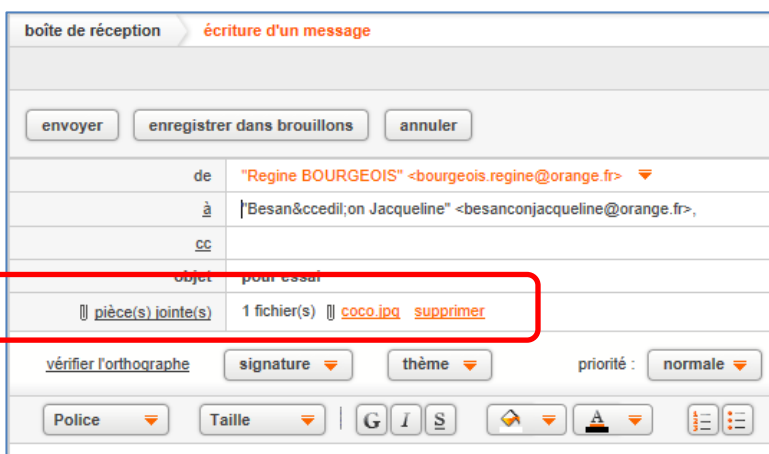 boîte de réception écriture d'un message
envoyer enregistrer dans brouillons annuler
de "Regine BOURGEOIS" <bourgeois.regine@orange.fr>
à "Besan&ccedil;on Jacqueline" <besanconjacqueline@orange.fr>,
cc
objet pour essai
pièce(s) jointe(s) 1 fichier(s) coco.jpg supprimer
vérifier l'orthographe signature thème priorité : normale
Police Taille G I S A